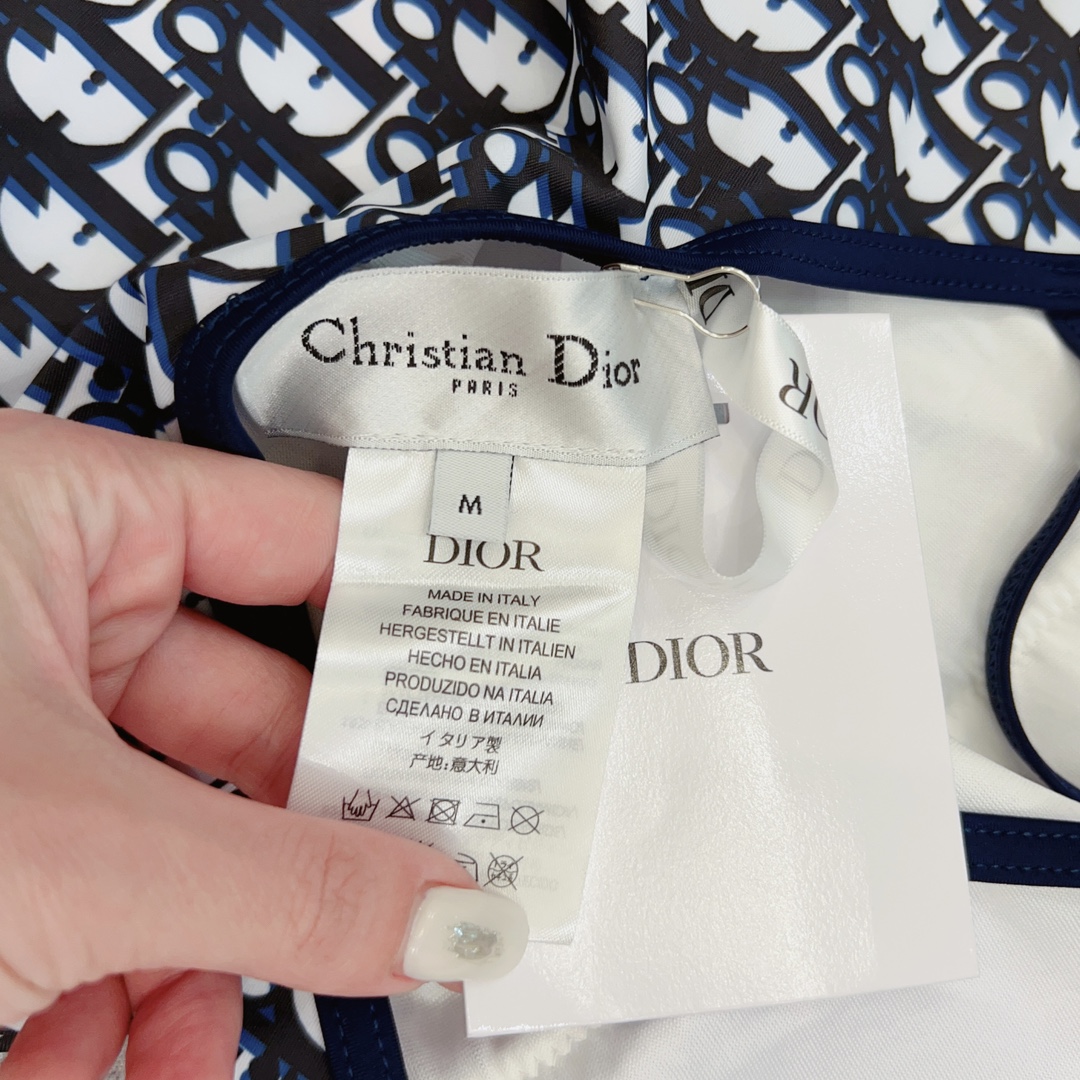 Christian Dior
PARIS
M
DIOR
MADE IN ITALY
FABRIQUE EN ITALIE
HERGESTELLT IN ITALIEN
HECHO EN ITALIA
PRODUZIDO NA ITALIA
СДЕЛАНО В ИТАЛИИ
イタリア製
产地:意大利
DIOR